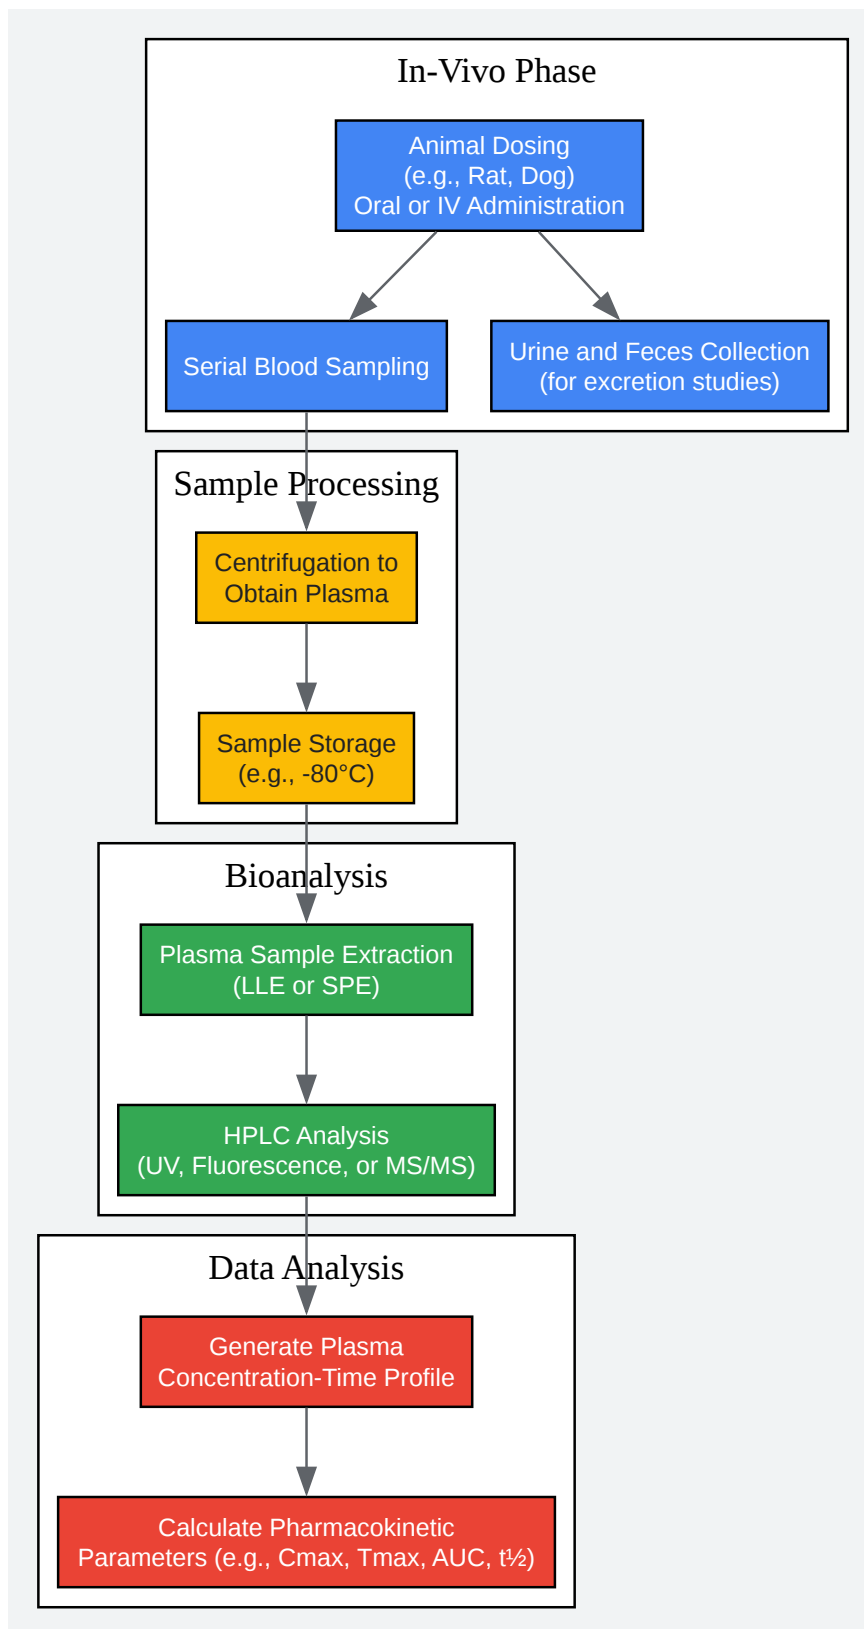 In-Vivo Phase
Animal Dosing
(e.g., Rat, Dog)
Oral or IV Administration
Serial Blood Sampling
Urine and Feces Collection
(for excretion studies)
Sample Processing
Centrifugation to
Obtain Plasma
Sample Storage
(e.g., -80°C)
Bioanalysis
Plasma Sample Extraction
(LLE or SPE)
HPLC Analysis
(UV, Fluorescence, or MS/MS)
Data Analysis
Generate Plasma
Concentration-Time Profile
Calculate Pharmacokinetic
Parameters (e.g., Cmax, Tmax, AUC, t½)